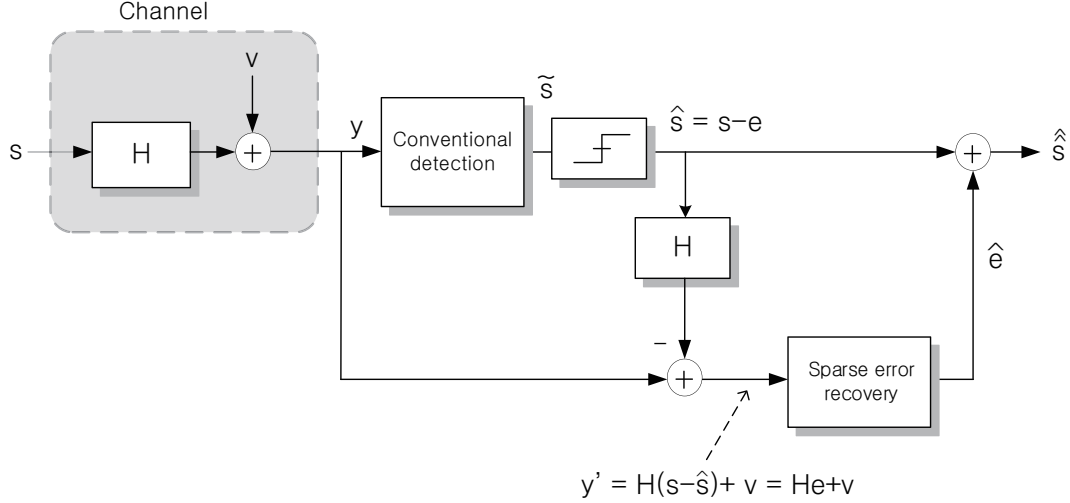 Channel
v
s
H
+
y
Conventional
detection
s̃
ŝ = s-e
+
ŝ̂
H
ê
-
+
Sparse error
recovery
y' = H(s-ŝ)+ v = He+v